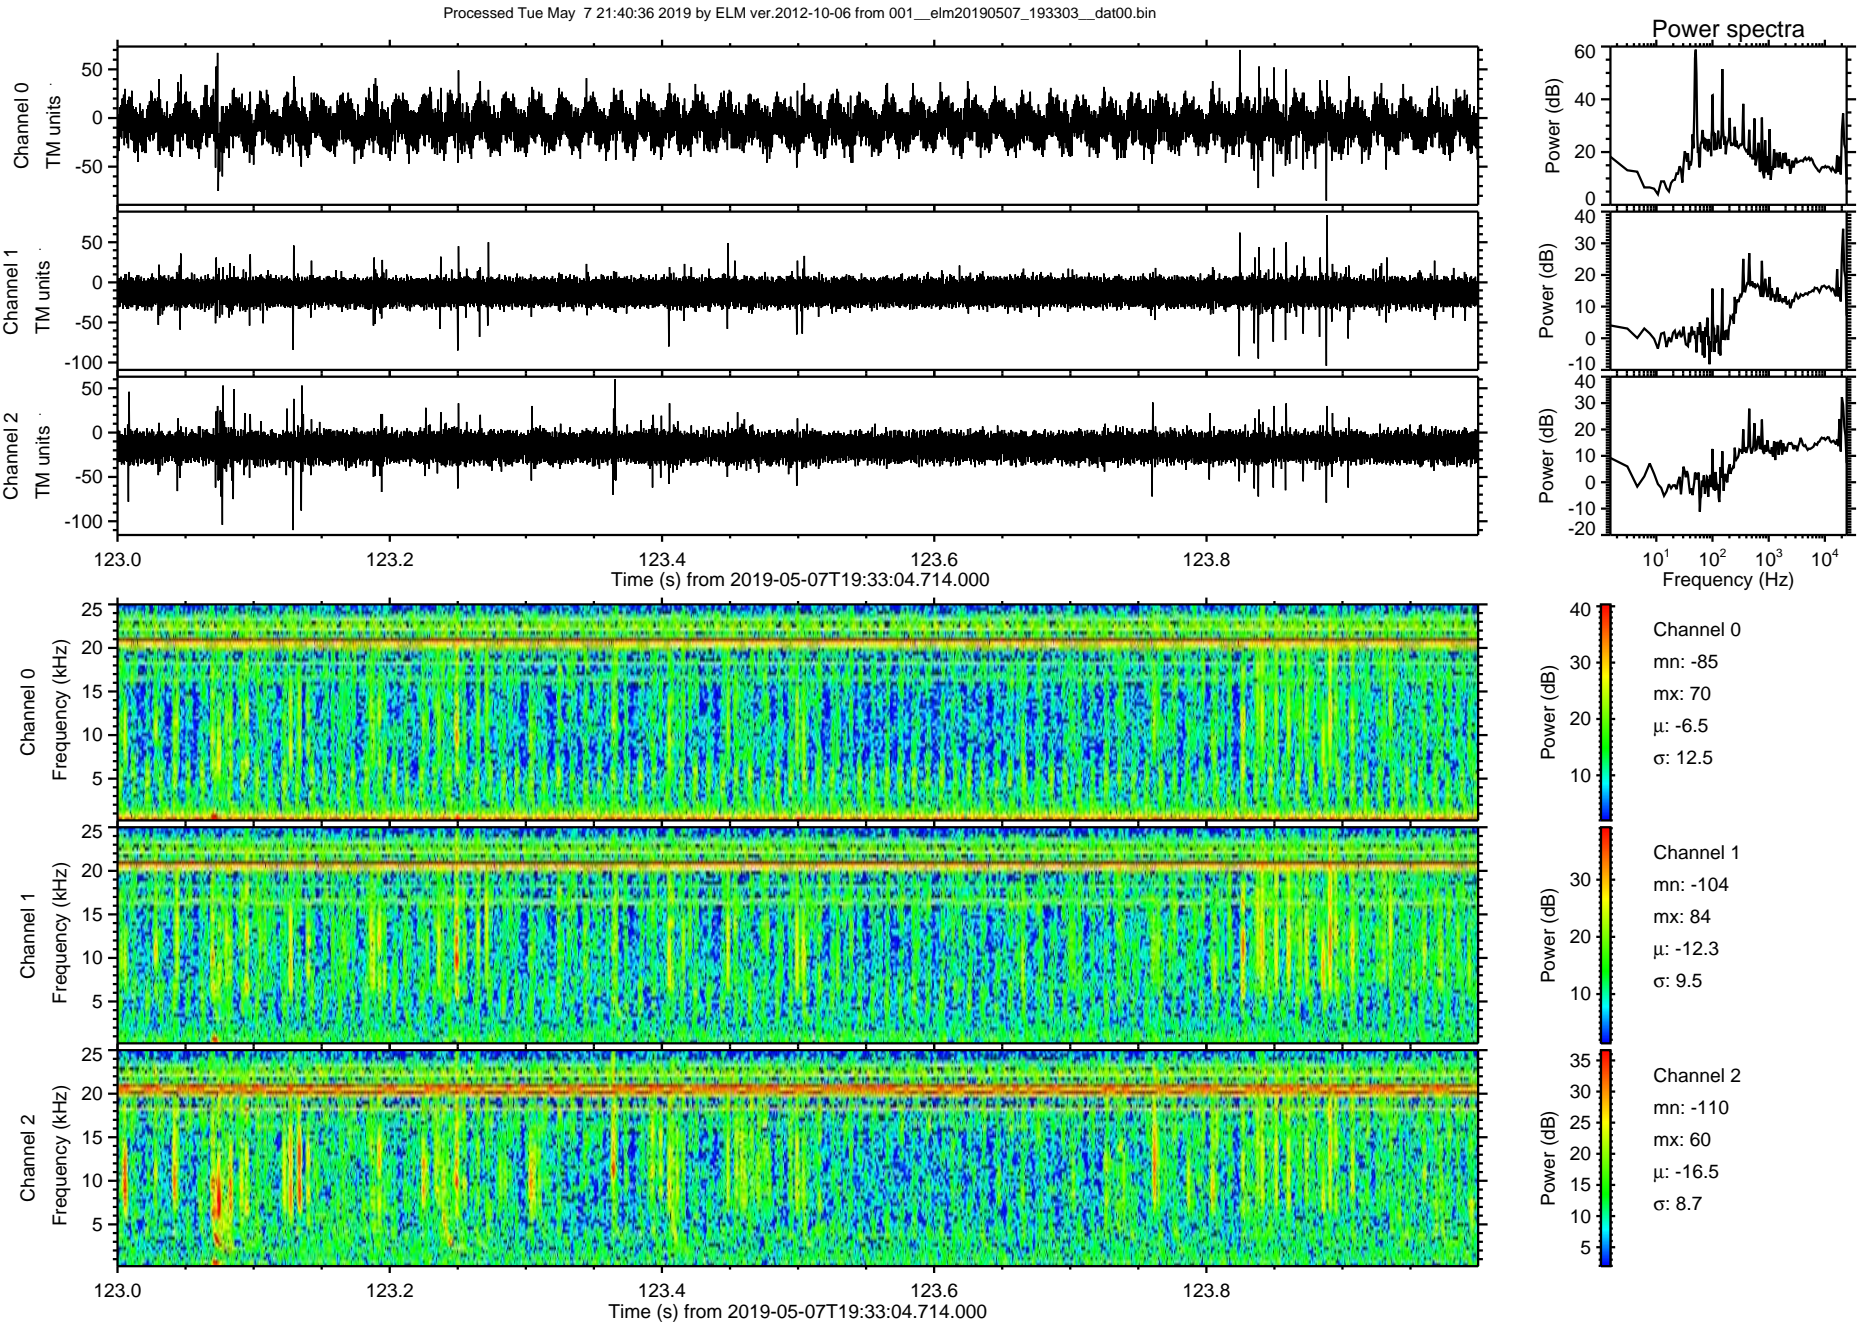 Processed Tue May  7 21:40:36 2019 by ELM ver.2012-10-06 from 001__elm20190507_193303__dat00.bin
Power spectra
Channel 0
TM units
50
0
-50
Power (dB)
60
40
20
0
Channel 1
TM units
50
0
-50
-100
Power (dB)
40
30
20
10
0
-10
Channel 2
TM units
50
0
-50
-100
Power (dB)
40
30
20
10
0
-10
-20
123.0 123.2 123.4 123.6 123.8
Time (s) from 2019-05-07T19:33:04.714.000
10^1 10^2 10^3 10^4
Frequency (Hz)
Channel 0
Frequency (kHz)
25
20
15
10
5
Power (dB)
40
30
20
10
Channel 0
mn: -85
mx: 70
μ: -6.5
σ: 12.5
Channel 1
Frequency (kHz)
25
20
15
10
5
Power (dB)
30
20
10
Channel 1
mn: -104
mx: 84
μ: -12.3
σ: 9.5
Channel 2
Frequency (kHz)
25
20
15
10
5
Power (dB)
35
30
25
20
15
10
5
Channel 2
mn: -110
mx: 60
μ: -16.5
σ: 8.7
123.0 123.2 123.4 123.6 123.8
Time (s) from 2019-05-07T19:33:04.714.000